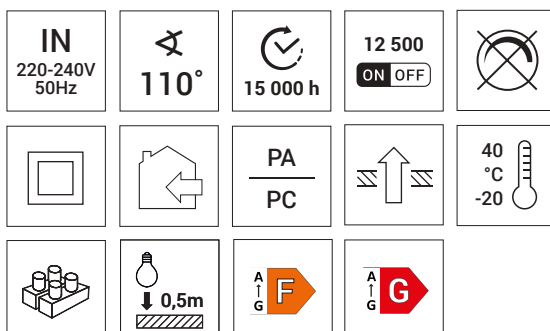 IN
220-240V
50Hz
110°
15 000 h
12 500
ON OFF
PA
PC
40
°C
-20
0,5m
A
G
F
A
G
G